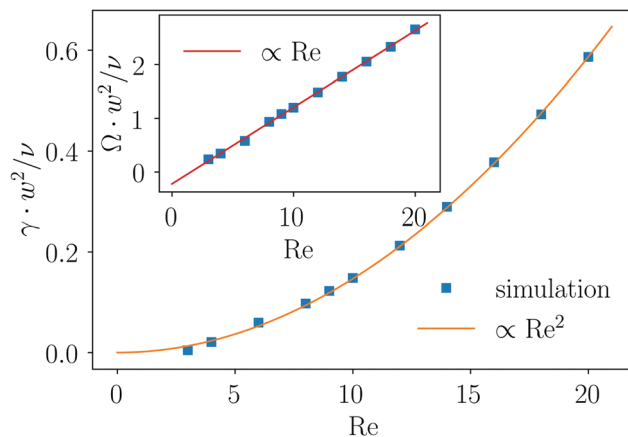 0.6
0.4
0.2
0.0
γ · w²/ν
0
5
10
15
20
Re
simulation
∝ Re²
2
1
0
Ω · w²/ν
0
10
20
Re
∝ Re